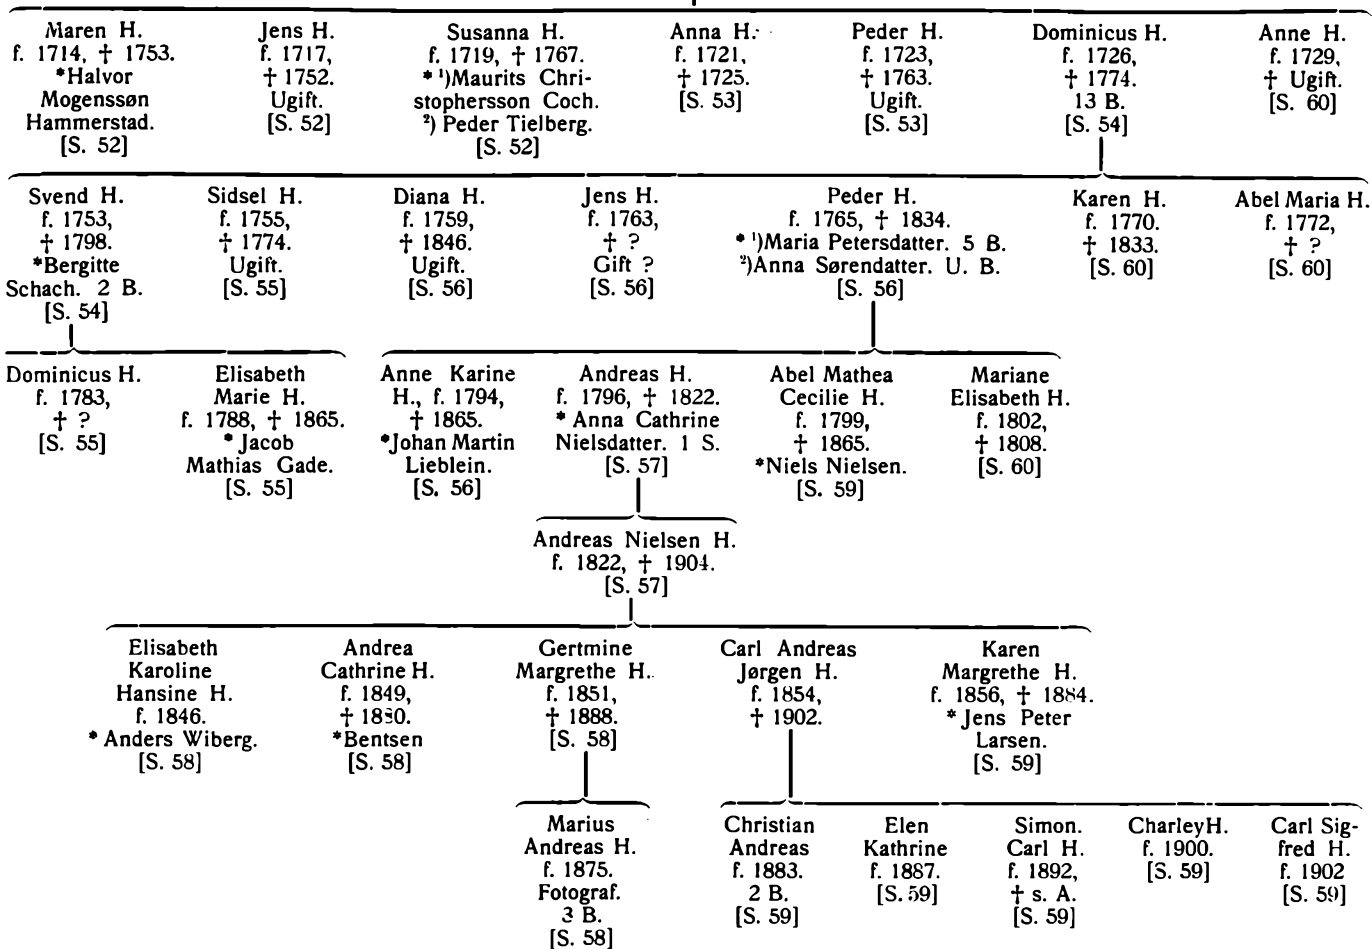 Maren H.
f. 1714, † 1753.
*Halvor
Mogenssøn
Hammerstad.
[S. 52]
Jens H.
f. 1717,
† 1752.
Ugift.
[S. 52]
Susanna H.
f. 1719, † 1767.
* ¹)Maurits Chri-
stophersson Coch.
²) Peder Tielberg.
[S. 52]
Anna H.
f. 1721,
† 1725.
[S. 53]
Peder H.
f. 1723,
† 1763.
Ugift.
[S. 53]
Dominicus H.
f. 1726,
† 1774.
13 B.
[S. 54]
Anne H.
f. 1729,
† Ugift.
[S. 60]
Svend H.
f. 1753,
† 1798.
*Bergitte
Schach. 2 B.
[S. 54]
Sidsel H.
f. 1755,
† 1774.
Ugift.
[S. 55]
Diana H.
f. 1759,
† 1846.
Ugift.
[S. 56]
Jens H.
f. 1763,
† ?
Gift ?
[S. 56]
Peder H.
f. 1765, † 1834.
* ¹)Maria Petersdatter. 5 B.
²)Anna Sørendatter. U. B.
[S. 56]
Karen H.
f. 1770.
† 1833.
[S. 60]
Abel Maria H.
f. 1772,
† ?
[S. 60]
Dominicus H.
f. 1783,
† ?
[S. 55]
Elisabeth
Marie H.
f. 1788, † 1865.
* Jacob
Mathias Gade.
[S. 55]
Anne Karine
H., f. 1794,
† 1865.
*Johan Martin
Lieblein.
[S. 56]
Andreas H.
f. 1796, † 1822.
* Anna Cathrine
Nielsdatter. 1 S.
[S. 57]
Abel Mathea
Cecilie H.
f. 1799,
† 1865.
*Niels Nielsen.
[S. 59]
Mariane
Elisabeth H.
f. 1802,
† 1808.
[S. 60]
Andreas Nielsen H.
f. 1822, † 1904.
[S. 57]
Elisabeth
Karoline
Hansine H.
f. 1846.
* Anders Wiberg.
[S. 58]
Andrea
Cathrine H.
f. 1849,
†
*Bentsen
[S. 58]
Gertmine
Margrethe H.
f. 1851,
† 1888.
[S. 58]
Carl Andreas
Jørgen H.
f. 1854,
† 1902.
Karen
Margrethe H.
f. 1856, † 1884.
* Jens Peter
Larsen.
[S. 59]
Marius
Andreas H.
f. 1875.
Fotograf.
3 B.
[S. 58]
Christian
Andreas
f. 1883.
2 B.
[S. 59]
Elen
Kathrine
f. 1887.
[S. 59]
Simon.
Carl H.
f. 1892,
† s. A.
[S. 59]
Charley H.
f. 1900.
[S. 59]
Carl Sig-
fred H.
f. 1902
[S. 59]